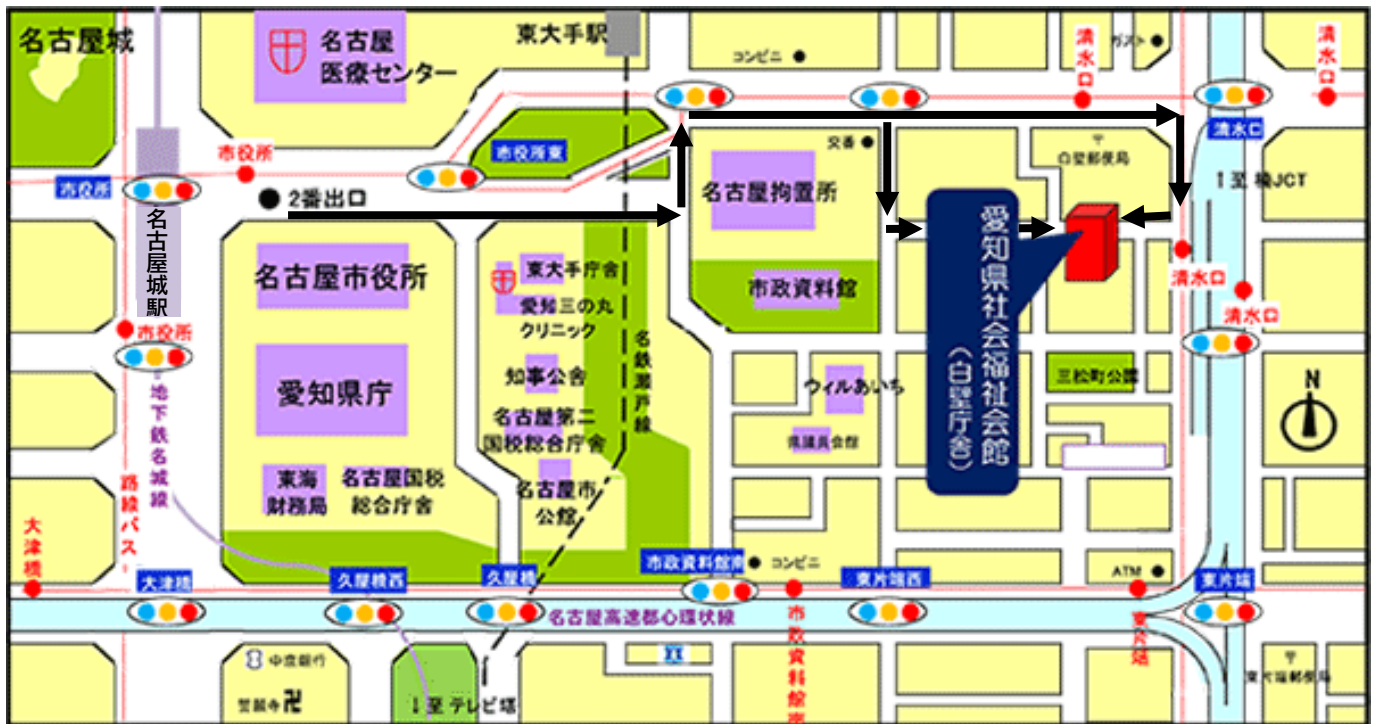 名古屋城
名古屋
医療センター
東大手駅
コンビニ
清水口
ガスト
清水口
市役所
市役所東
交番
〒
白壁郵便局
清水口
市役所
2番出口
名古屋拘置所
↑至 楠JCT
名古屋城駅
愛知県社会福祉会館
（白壁庁舎）
名古屋市役所
東大手庁舎
愛知三の丸
クリニック
市政資料館
清水口
清水口
市役所
名鉄瀬戸線
愛知県庁
知事公舎
ウィルあいち
三松町公園
N
地下鉄名城線
名古屋第二
国税総合庁舎
県議員会館
東海
財務局
名古屋国税
総合庁舎
名古屋市
公館
路線バス
大津橋
大津橋
久屋橋西
久屋橋
市政資料館南
コンビニ
東片端西
ATM
東片端
名古屋高速都心環状線
市政資料館南
東片端
中京銀行
〒
東片端郵便局
↓至 テレビ塔